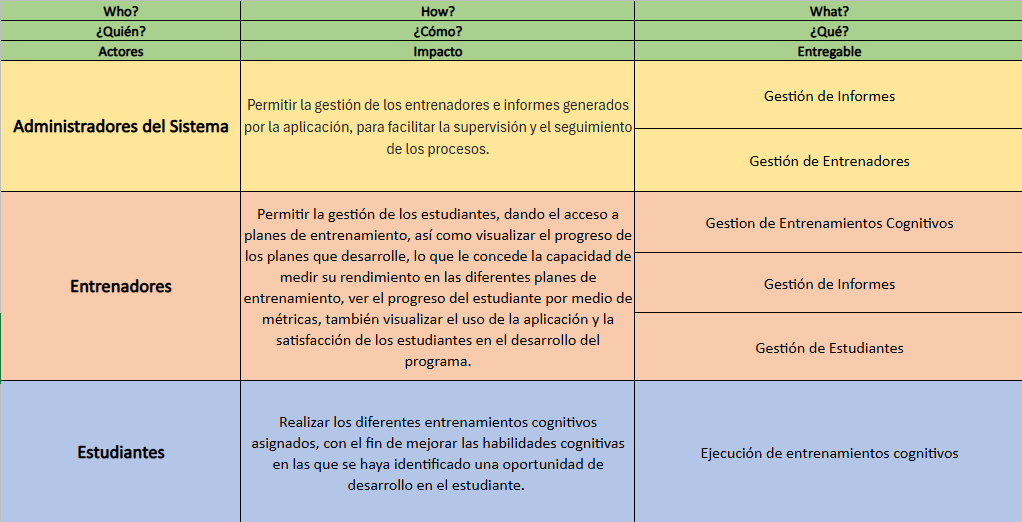 Who?
How?
What?
¿Quién?
¿Cómo?
¿Qué?
Actores
Impacto
Entregable
Administradores del Sistema
Permitir la gestión de los entrenadores e informes generados
por la aplicación, para facilitar la supervisión y el seguimiento
de los procesos.
Gestión de Informes
Gestión de Entrenadores
Entrenadores
Permitir la gestión de los estudiantes, dando el acceso a
planes de entrenamiento, así como visualizar el progreso de
los planes que desarrolle, lo que le concede la capacidad de
medir su rendimiento en las diferentes planes de
entrenamiento, ver el progreso del estudiante por medio de
métricas, también visualizar el uso de la aplicación y la
satisfacción de los estudiantes en el desarrollo del
programa.
Gestion de Entrenamientos Cognitivos
Gestión de Informes
Gestión de Estudiantes
Estudiantes
Realizar los diferentes entrenamientos cognitivos
asignados, con el fin de mejorar las habilidades cognitivas
en las que se haya identificado una oportunidad de
desarrollo en el estudiante.
Ejecución de entrenamientos cognitivos